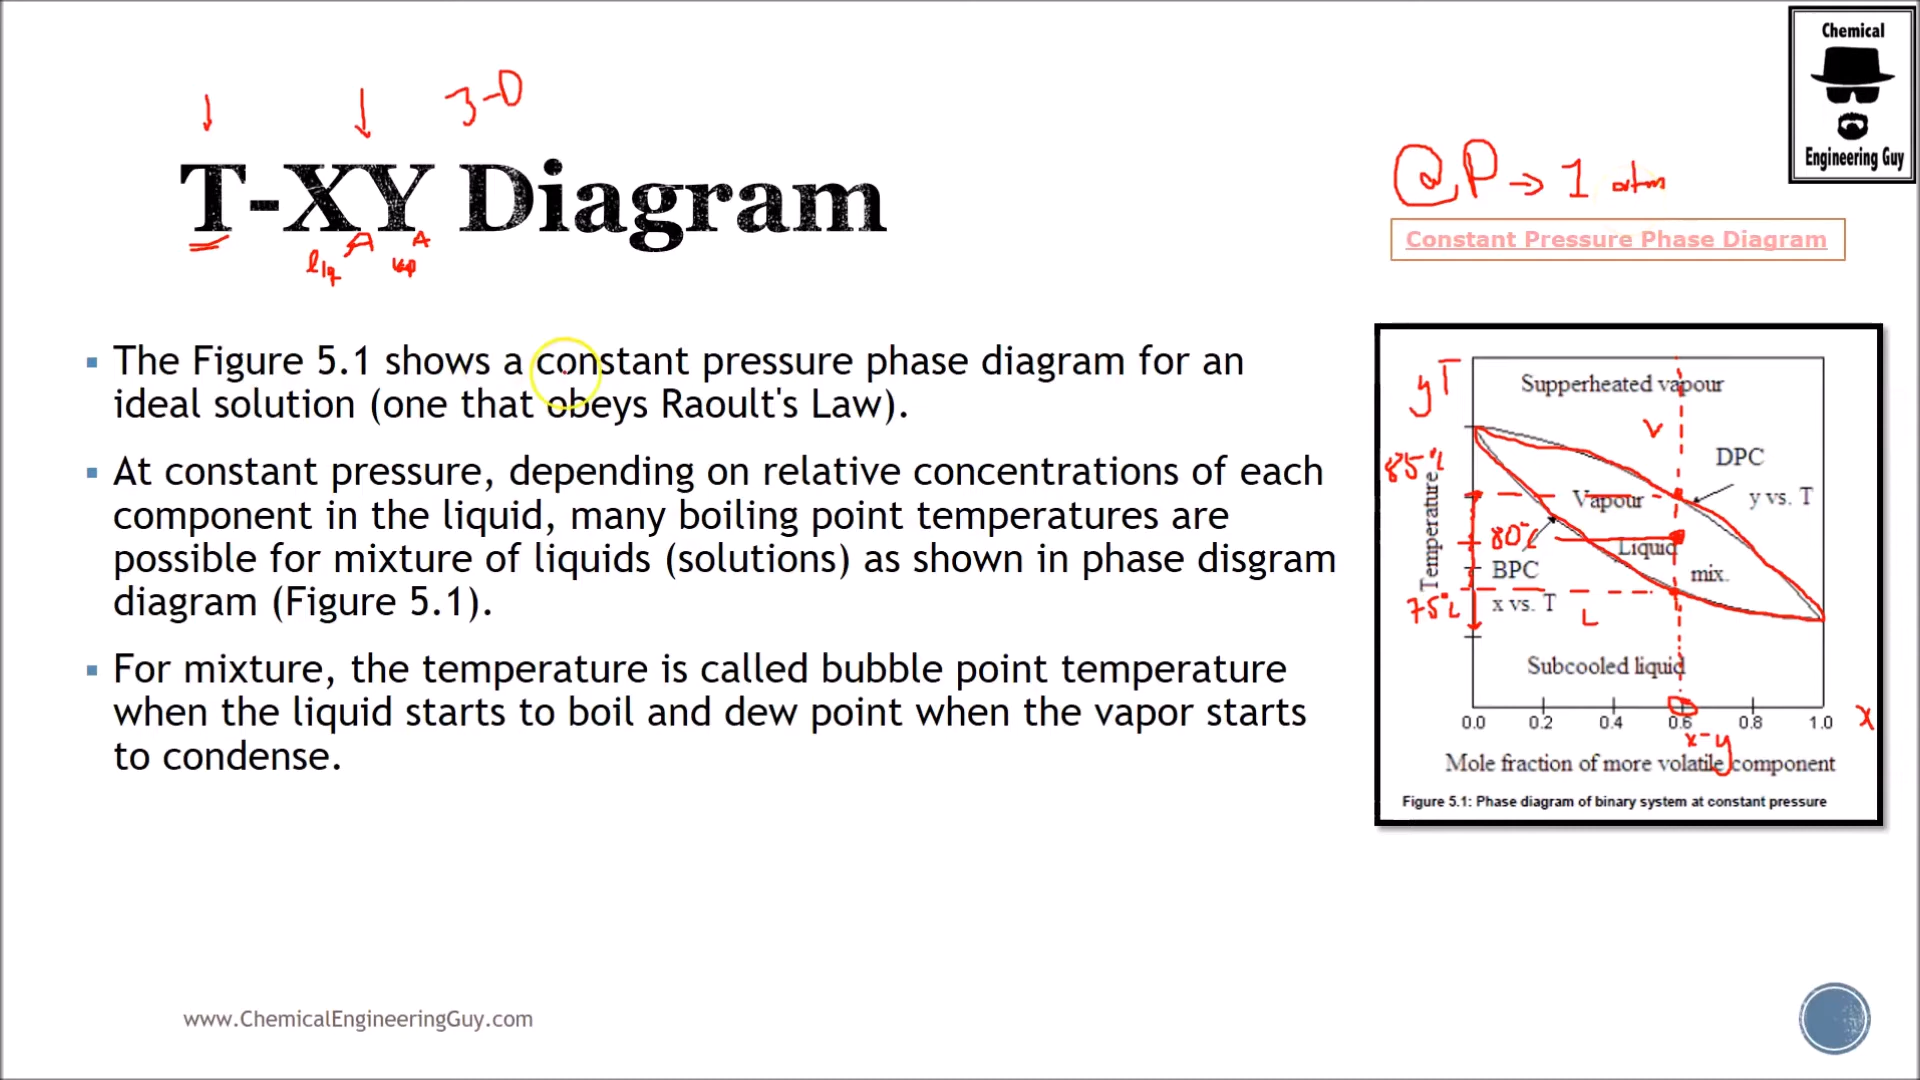 Chemical
Engineering Guy
3-D
T-XY Diagram
liq A vap A
@P → 1 atm
Constant Pressure Phase Diagram
▪ The Figure 5.1 shows a constant pressure phase diagram for an
ideal solution (one that obeys Raoult's Law).
▪ At constant pressure, depending on relative concentrations of each
component in the liquid, many boiling point temperatures are
possible for mixture of liquids (solutions) as shown in phase disgram
diagram (Figure 5.1).
▪ For mixture, the temperature is called bubble point temperature
when the liquid starts to boil and dew point when the vapor starts
to condense.
y T
Supperheated vapour
V
DPC
y vs. T
85°C
Temperature
Vapour
80°C
Liquid
mix.
BPC
x vs. T
75°C
L
Subcooled liquid
0.0 0.2 0.4 0.6 0.8 1.0 x
x-y
Mole fraction of more volatile component
Figure 5.1: Phase diagram of binary system at constant pressure
www.ChemicalEngineeringGuy.com